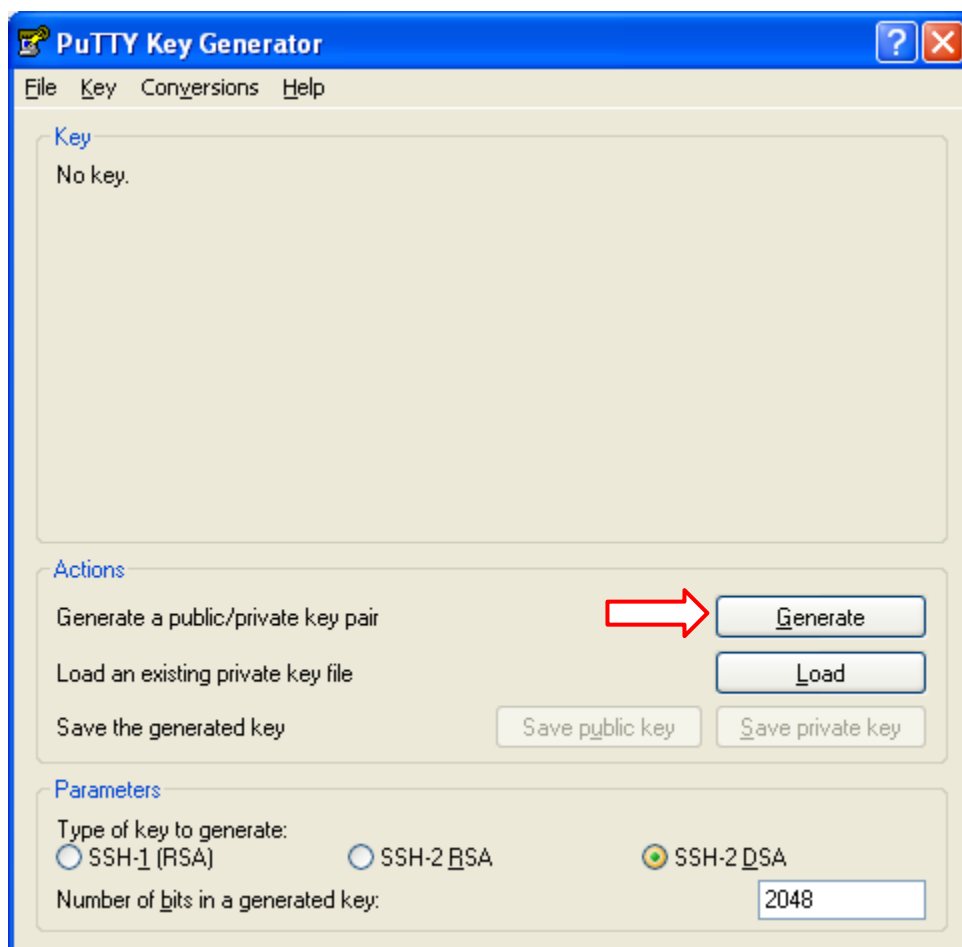 PuTTY Key Generator
File Key Conversions Help
Key
No key.
Actions
Generate a public/private key pair Generate
Load an existing private key file Load
Save the generated key Save public key Save private key
Parameters
Type of key to generate:
SSH-1 (RSA) SSH-2 RSA SSH-2 DSA
Number of bits in a generated key: 2048